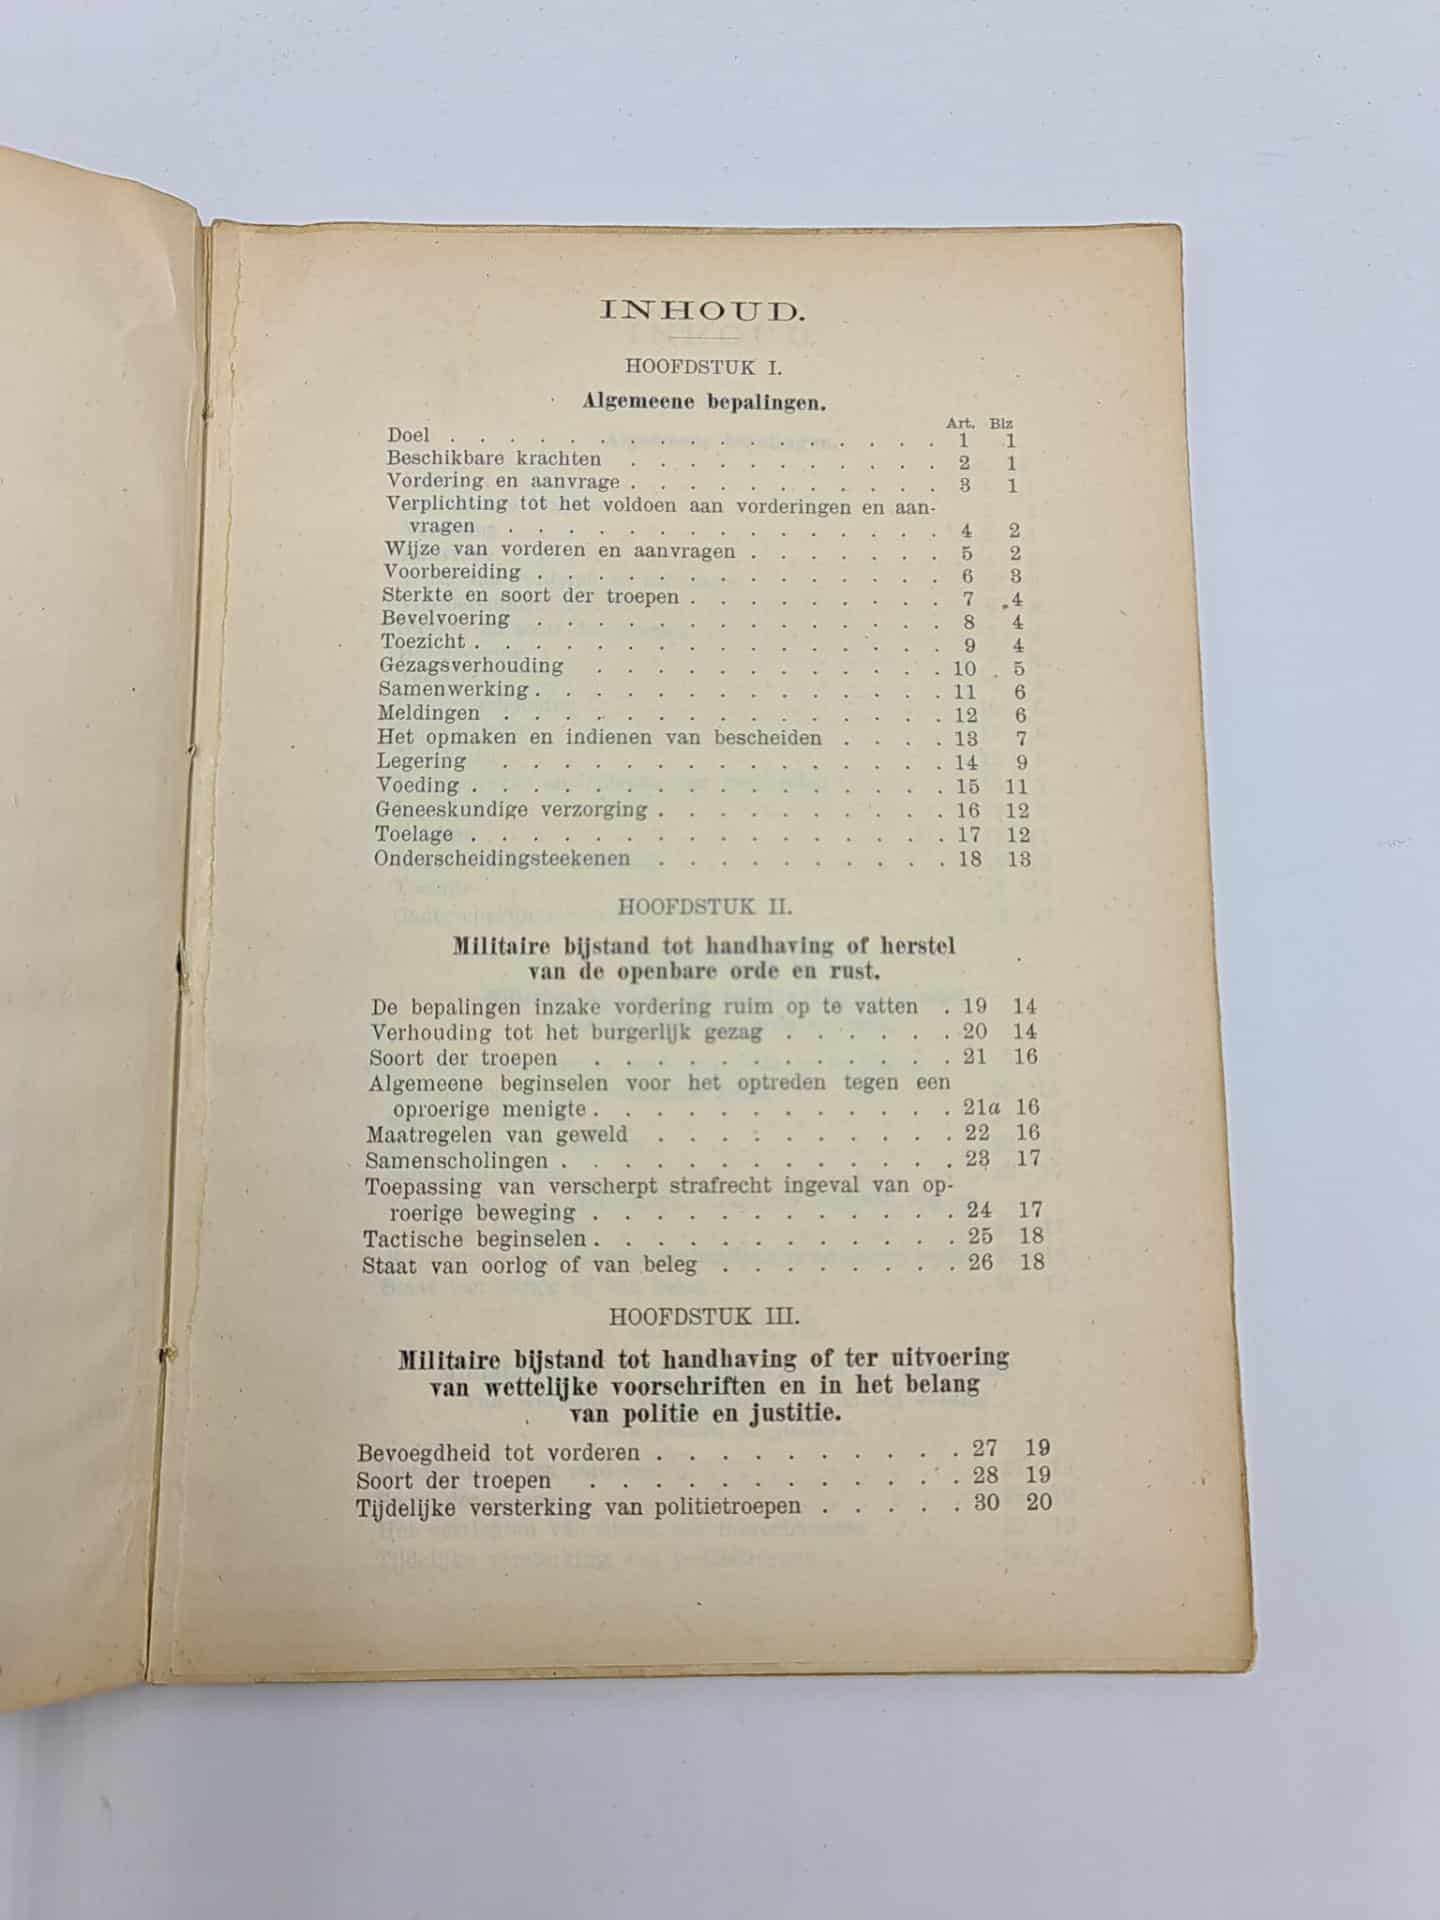 INHOUD.
HOOFDSTUK I.
Algemeene bepalingen.
Art. Blz
Doel . . . . . . . . . . . . . . . . . 1 1
Beschikbare krachten . . . . . . . . . . . 2 1
Vordering en aanvrage . . . . . . . . . . . 3 1
Verplichting tot het voldoen aan vorderingen en aan-
vragen . . . . . . . . . . . . . . . 4 2
Wijze van vorderen en aanvragen . . . . . . . 5 2
Voorbereiding . . . . . . . . . . . . . . 6 3
Sterkte en soort der troepen . . . . . . . . . 7 4
Bevelvoering . . . . . . . . . . . . . . 8 4
Toezicht . . . . . . . . . . . . . . . . 9 4
Gezagsverhouding . . . . . . . . . . . . 10 5
Samenwerking . . . . . . . . . . . . . . 11 6
Meldingen . . . . . . . . . . . . . . . 12 6
Het opmaken en indienen van bescheiden . . . . 13 7
Legering . . . . . . . . . . . . . . . 14 9
Voeding . . . . . . . . . . . . . . . . 15 11
Geneeskundige verzorging . . . . . . . . . . 16 12
Toelage . . . . . . . . . . . . . . . . 17 12
Onderscheidingsteekenen . . . . . . . . . . 18 13
HOOFDSTUK II.
Militaire bijstand tot handhaving of herstel
van de openbare orde en rust.
De bepalingen inzake vordering ruim op te vatten . 19 14
Verhouding tot het burgerlijk gezag . . . . . . 20 14
Soort der troepen . . . . . . . . . . . . 21 16
Algemeene beginselen voor het optreden tegen een
oproerige menigte . . . . . . . . . . . . 21a 16
Maatregelen van geweld . . . . . . . . . . 22 16
Samenscholingen . . . . . . . . . . . . . 23 17
Toepassing van verscherpt strafrecht ingeval van op-
roerige beweging . . . . . . . . . . . . 24 17
Tactische beginselen . . . . . . . . . . . . 25 18
Staat van oorlog of van beleg . . . . . . . . 26 18
HOOFDSTUK III.
Militaire bijstand tot handhaving of ter uitvoering
van wettelijke voorschriften en in het belang
van politie en justitie.
Bevoegdheid tot vorderen . . . . . . . . . . 27 19
Soort der troepen . . . . . . . . . . . . 28 19
Tijdelijke versterking van politietroepen . . . . . 30 20